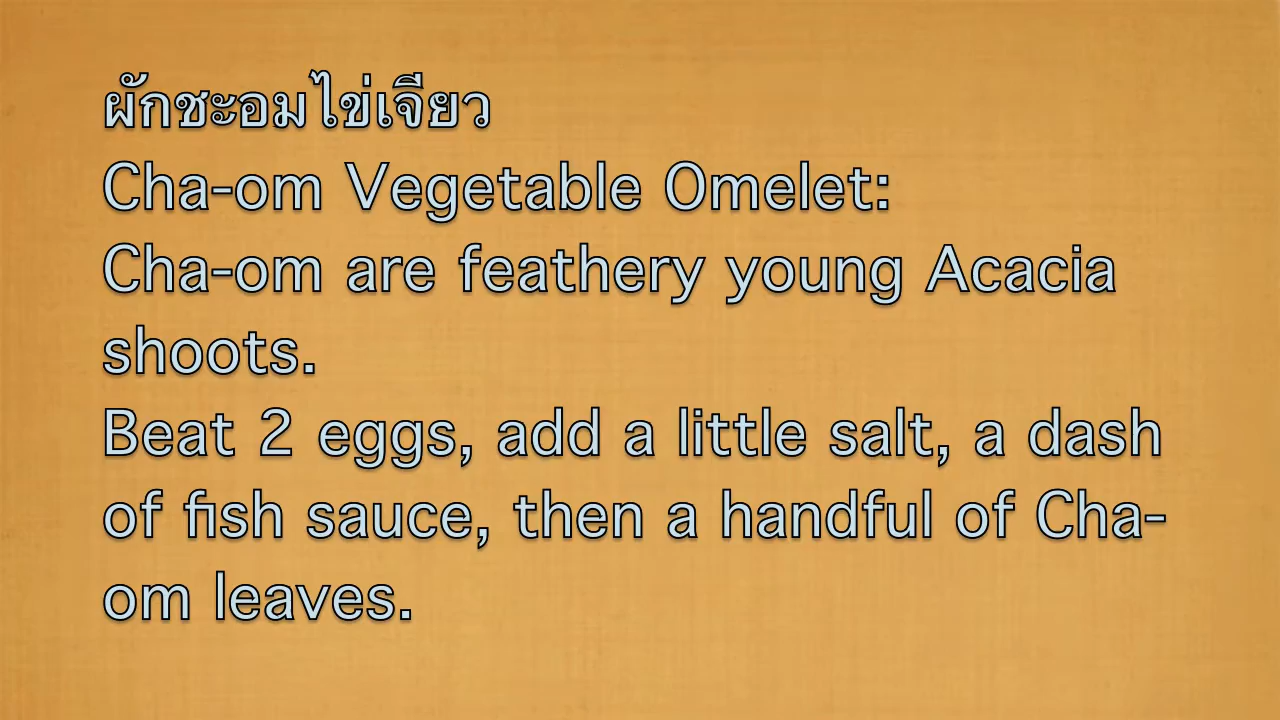 ผักชะอมไข่เจียว
Cha-om Vegetable Omelet:
Cha-om are feathery young Acacia
shoots.
Beat 2 eggs, add a little salt, a dash
of fish sauce, then a handful of Cha-
om leaves.